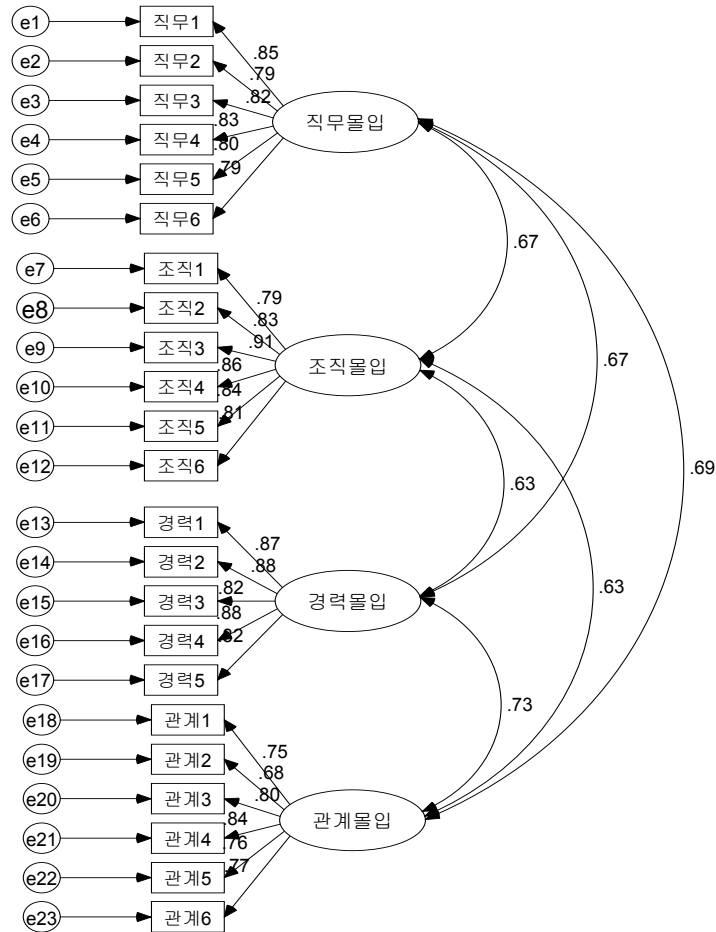 e1 직무1
.85
e2 직무2
.79
e3 직무3
.82
직무몰입
e4 직무4
.83
.80
e5 직무5
.79
e6 직무6
.67
e7 조직1
.79
e8 조직2
.83
e9 조직3
.91
조직몰입
.67
e10 조직4
.86
.84
e11 조직5
.81
e12 조직6
.69
.63
e13 경력1
.87
e14 경력2
.88
e15 경력3
.82
경력몰입
.63
e16 경력4
.88
.82
e17 경력5
.73
e18 관계1
.75
e19 관계2
.68
e20 관계3
.80
관계몰입
e21 관계4
.84
.76
e22 관계5
.77
e23 관계6